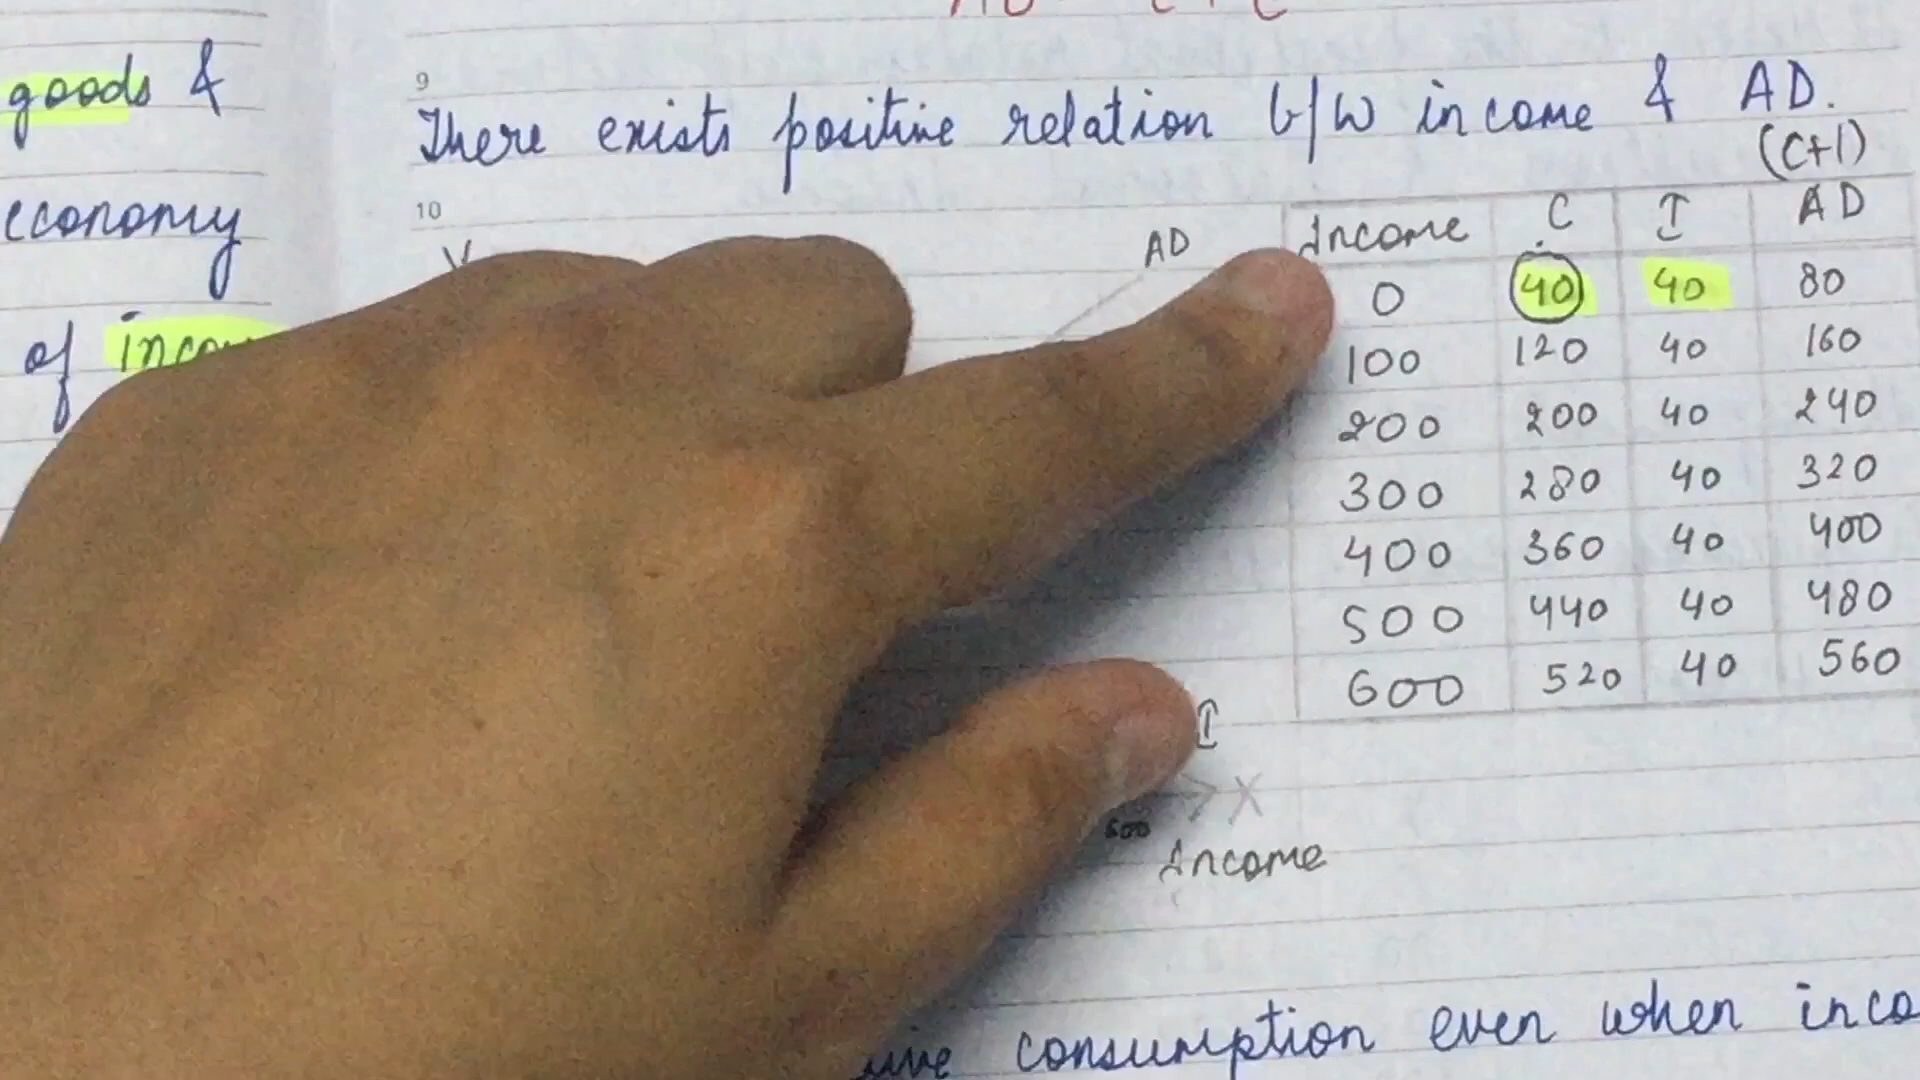 goods &
economy
of
9
There exists positive relation b/w income & AD.
(C+I)
10
Y
AD
Income C I AD
0 40 40 80
100 120 40 160
200 200 40 240
300 280 40 320
400 360 40 400
500 440 40 480
600 520 40 560
I
X
600
Income
consumption even when